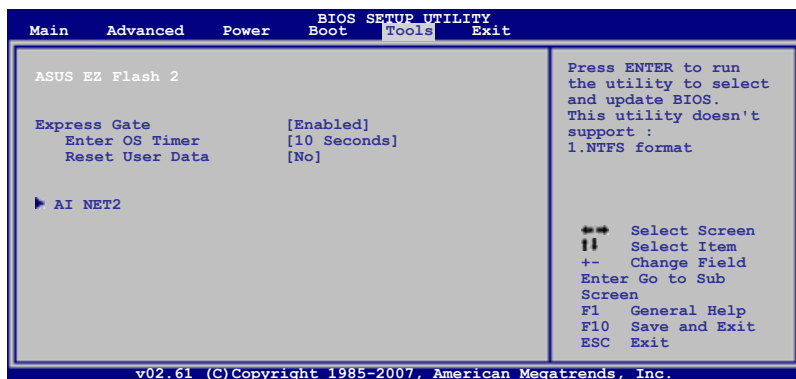 BIOS SETUP UTILITY
Main Advanced Power Boot Tools Exit
ASUS EZ Flash 2
Express Gate [Enabled]
Enter OS Timer [10 Seconds]
Reset User Data [No]
AI NET2
Press ENTER to run
the utility to select
and update BIOS.
This utility doesn't
support :
1.NTFS format
Select Screen
Select Item
+- Change Field
Enter Go to Sub
Screen
F1 General Help
F10 Save and Exit
ESC Exit
v02.61 (C)Copyright 1985-2007, American Megatrends, Inc.